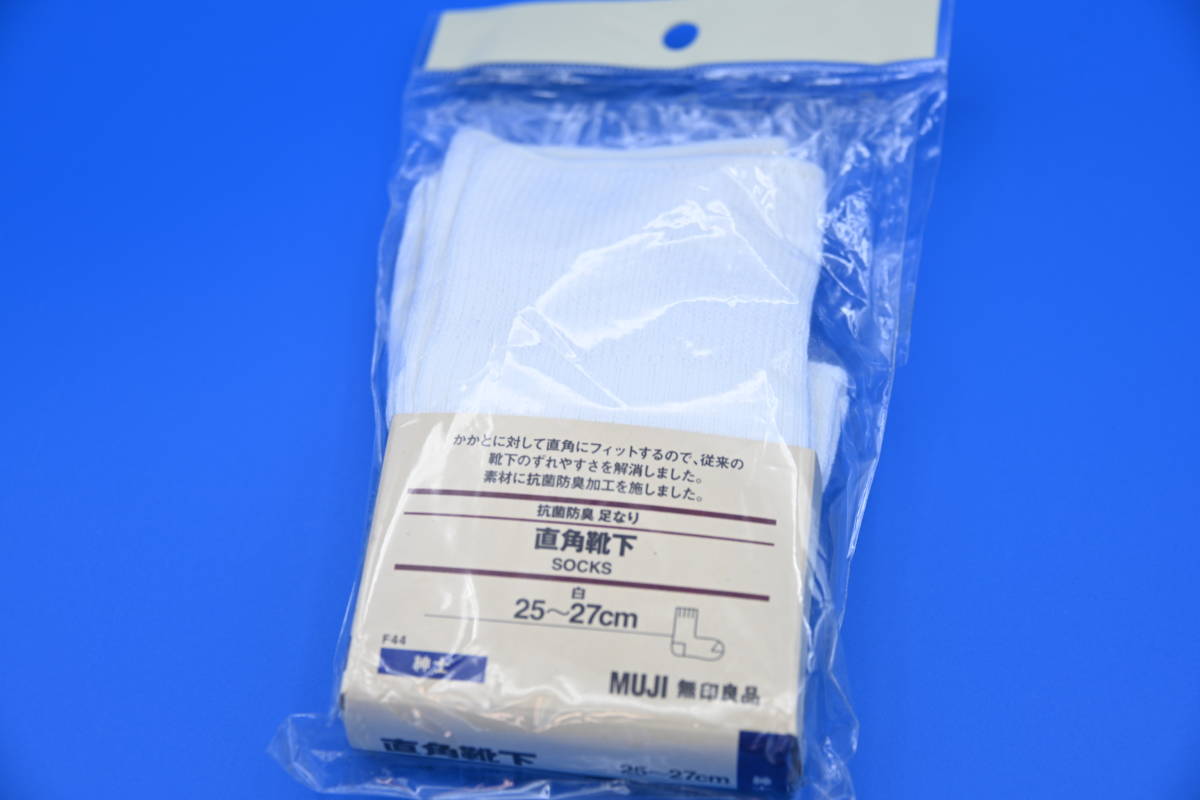 かかとに対して直角にフィットするので、従来の
靴下のずれやすさを解消しました。
素材に抗菌防臭加工を施しました。
抗菌防臭 足なり
直角靴下
SOCKS
白
25〜27cm
F44
紳士
MUJI 無印良品
直角靴下
25〜27cm
紳